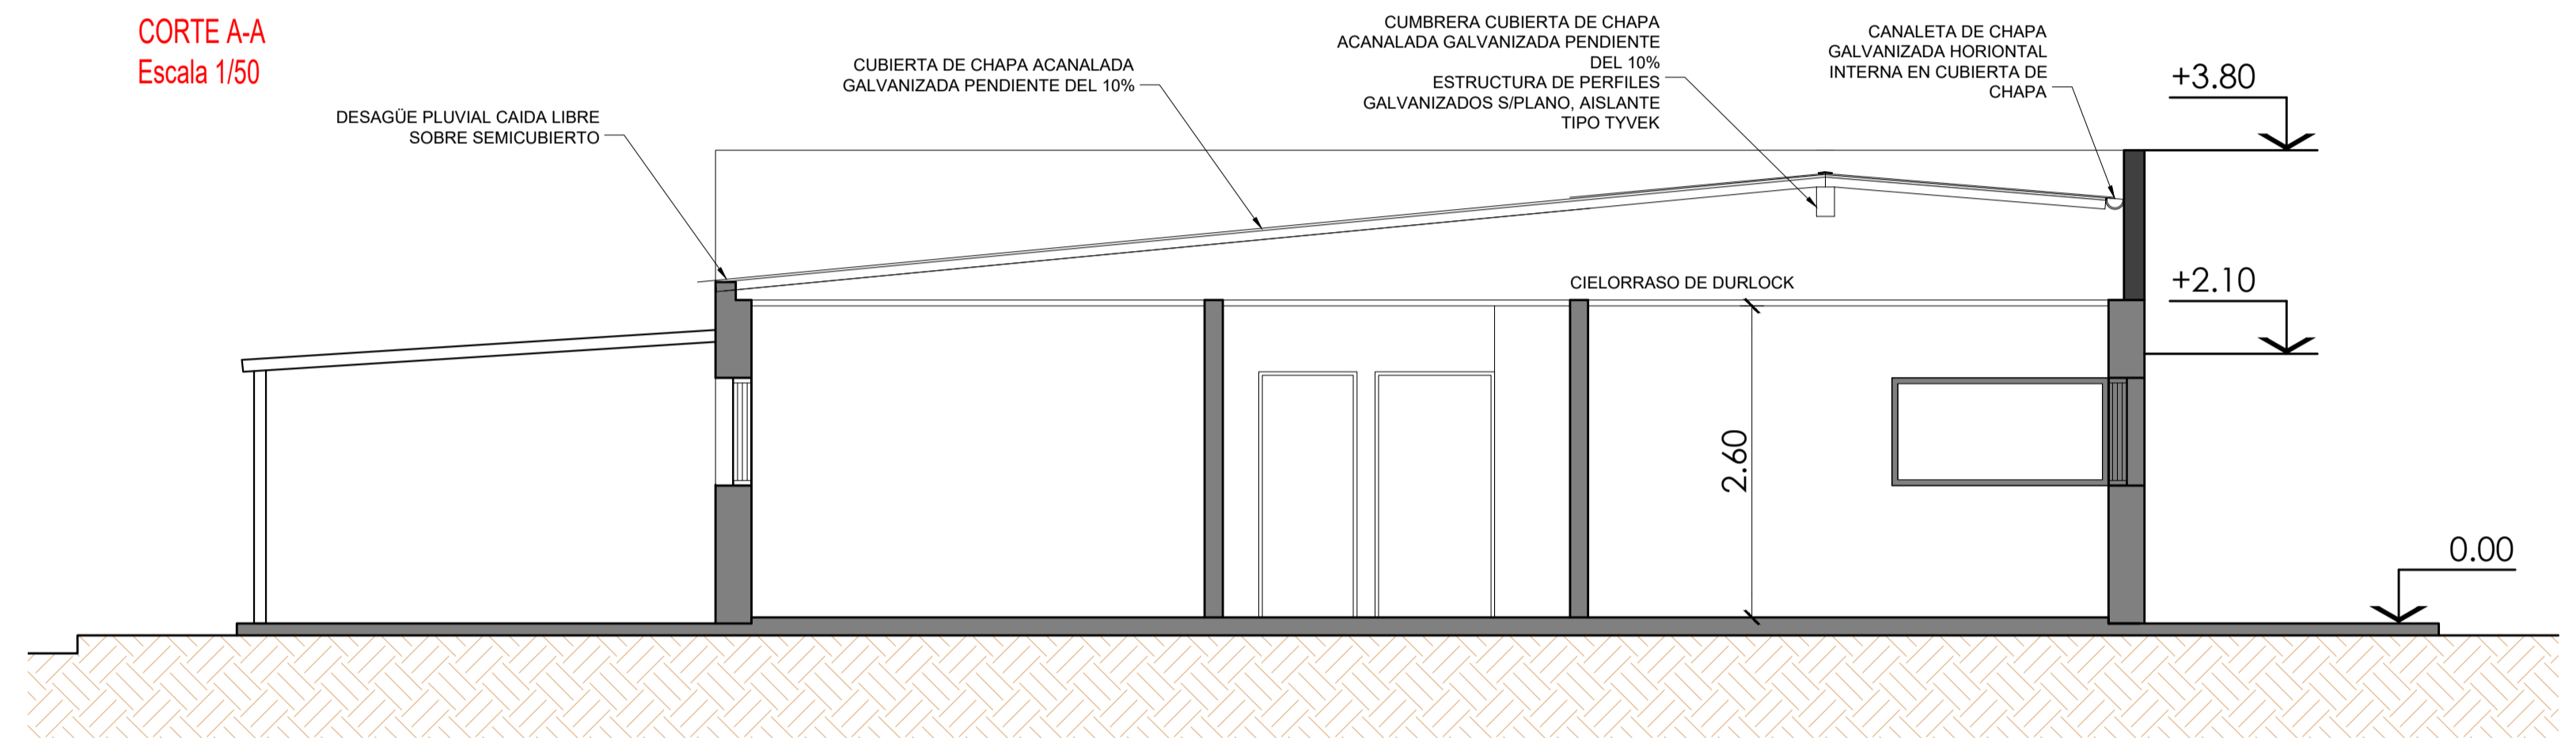 CORTE A-A
Escala 1/50
DESAGÜE PLUVIAL CAIDA LIBRE
SOBRE SEMICUBIERTO
CUBIERTA DE CHAPA ACANALADA
GALVANIZADA PENDIENTE DEL 10%
CUMBRERA CUBIERTA DE CHAPA
ACANALADA GALVANIZADA PENDIENTE
DEL 10%
ESTRUCTURA DE PERFILES
GALVANIZADOS S/PLANO, AISLANTE
TIPO TYVEK
CANALETA DE CHAPA
GALVANIZADA HORIONTAL
INTERNA EN CUBIERTA DE
CHAPA
+3.80
CIELORRASO DE DURLOCK
+2.10
2.60
0.00